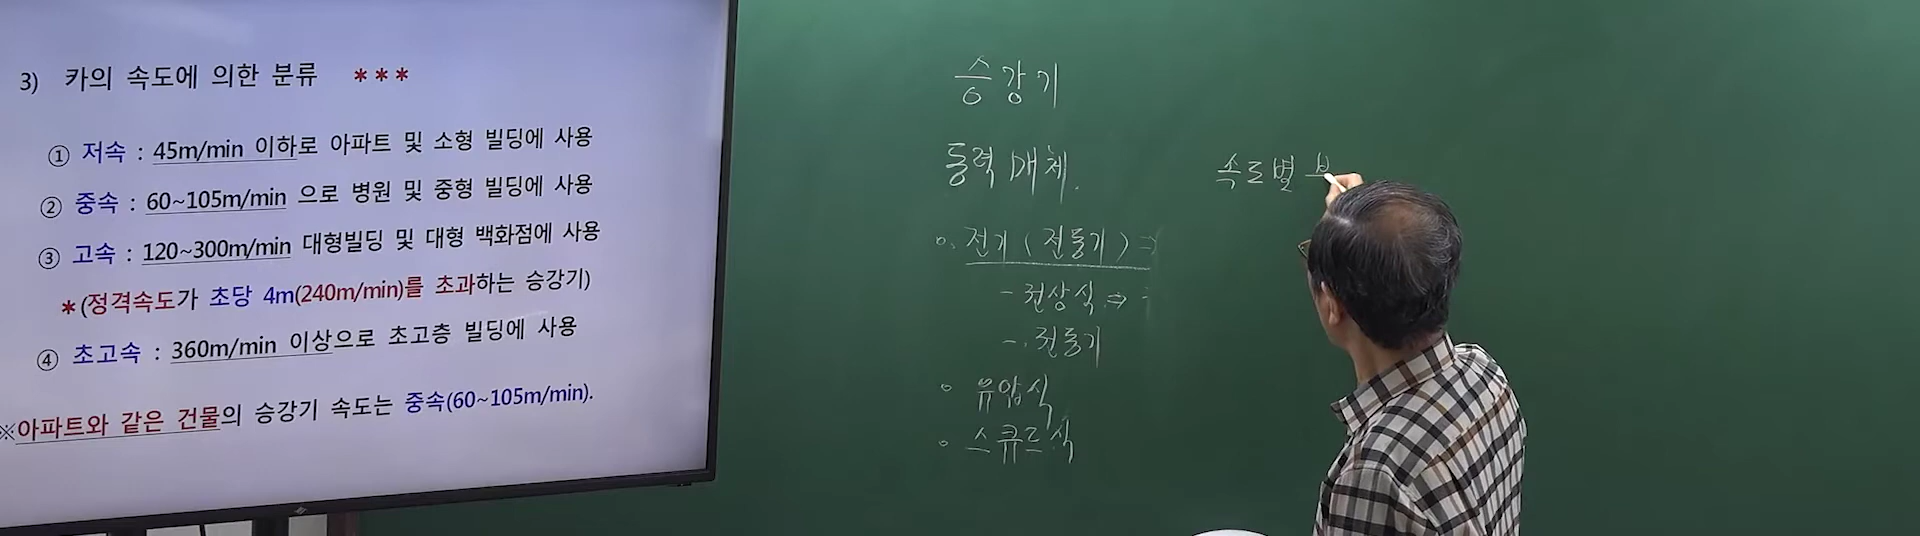 3) 카의 속도에 의한 분류 ***
① 저속 : 45m/min 이하로 아파트 및 소형 빌딩에 사용
② 중속 : 60~105m/min 으로 병원 및 중형 빌딩에 사용
③ 고속 : 120~300m/min 대형빌딩 및 대형 백화점에 사용
*(정격속도가 초당 4m(240m/min)를 초과하는 승강기)
④ 초고속 : 360m/min 이상으로 초고층 빌딩에 사용
※아파트와 같은 건물의 승강기 속도는 중속(60~105m/min).
승강기
동력 매체.
속도별
o. 전기 (전동기) ⇒
- 권상식 ⇒
-. 전동기
o 유압식
o 스큐드식